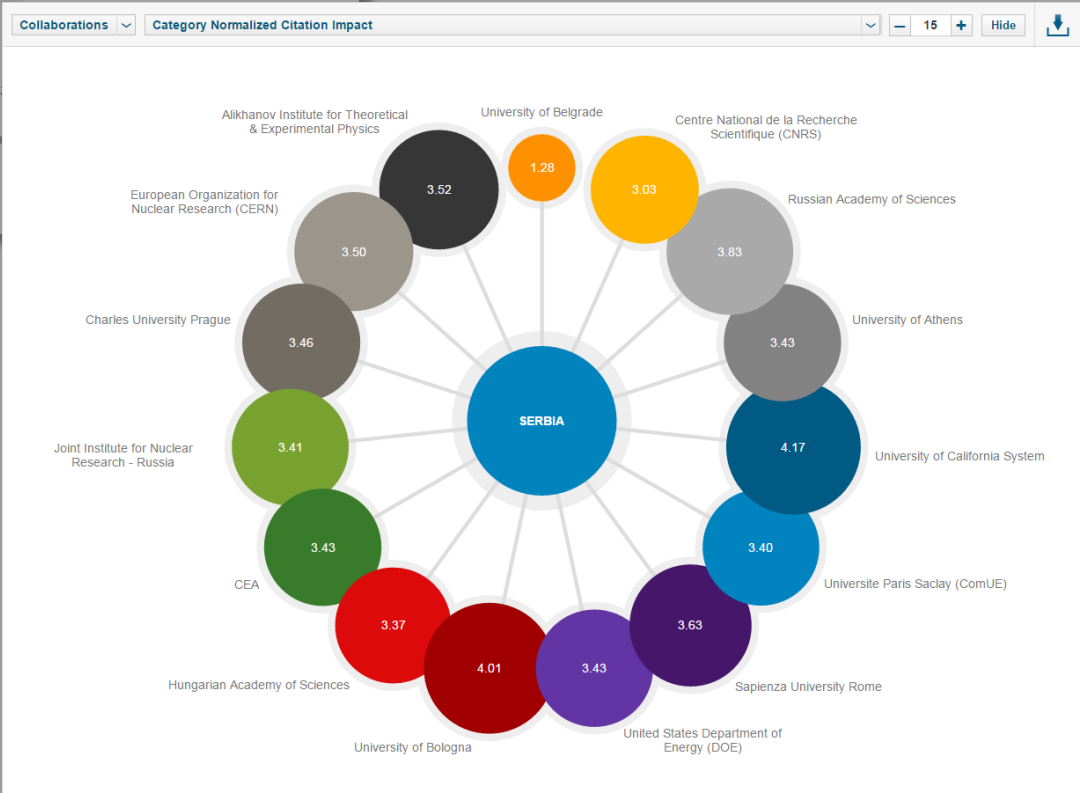 Collaborations
Category Normalized Citation Impact
15
Hide
University of Belgrade
1.28
Centre National de la Recherche
Scientifique (CNRS)
3.03
Russian Academy of Sciences
3.83
University of Athens
3.43
University of California System
4.17
Universite Paris Saclay (ComUE)
3.40
Sapienza University Rome
3.63
United States Department of
Energy (DOE)
3.43
University of Bologna
4.01
Hungarian Academy of Sciences
3.37
CEA
3.43
Joint Institute for Nuclear
Research - Russia
3.41
Charles University Prague
3.46
European Organization for
Nuclear Research (CERN)
3.50
Alikhanov Institute for Theoretical
& Experimental Physics
3.52
SERBIA